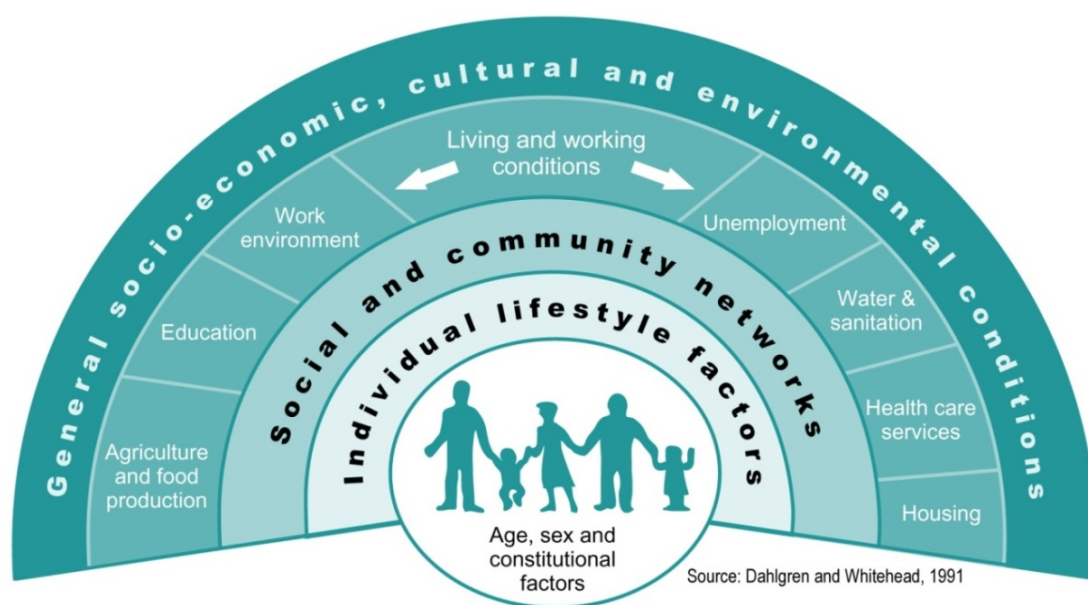 General socio-economic, cultural and environmental conditions
Living and working
conditions
Work
environment
Unemployment
Education
Water &
sanitation
Agriculture
and food
production
Health care
services
Housing
Social and community networks
Individual lifestyle factors
Age, sex and
constitutional
factors
Source: Dahlgren and Whitehead, 1991